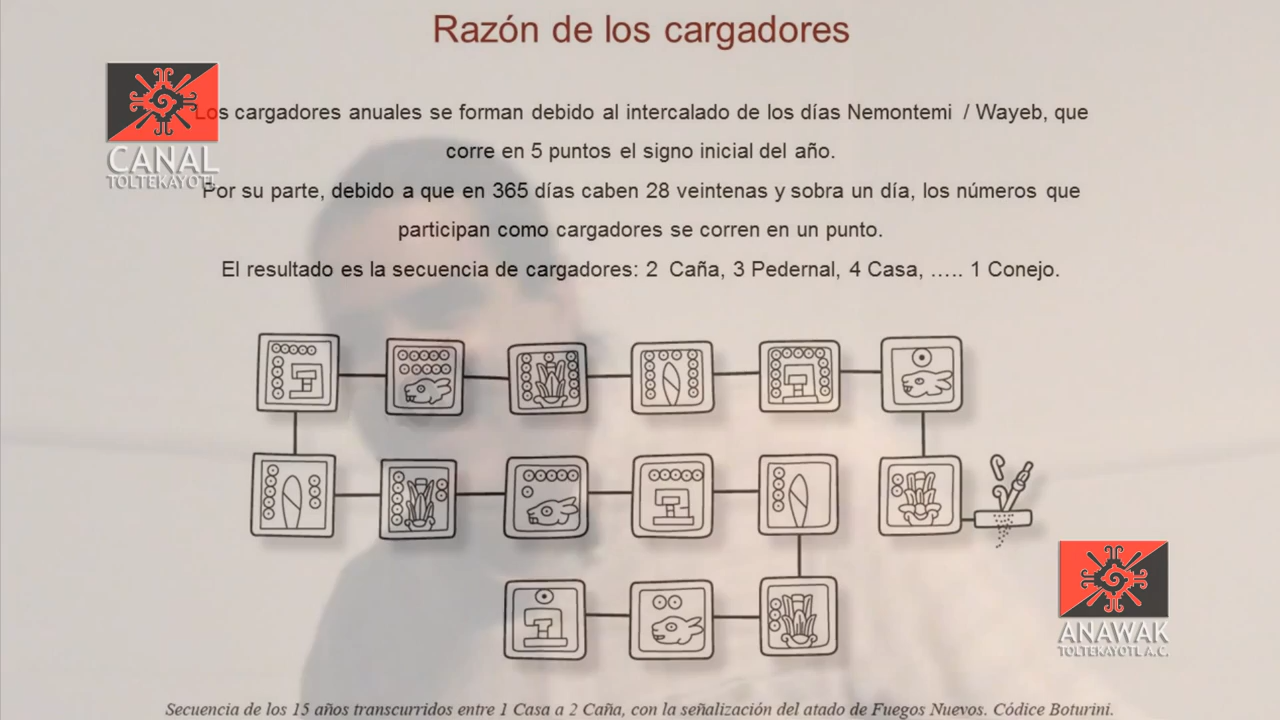 Razón de los cargadores
CANAL
TOLTEKAYOTL
Los cargadores anuales se forman debido al intercalado de los días Nemontemi / Wayeb, que
corre en 5 puntos el signo inicial del año.
Por su parte, debido a que en 365 días caben 28 veintenas y sobra un día, los números que
participan como cargadores se corren en un punto.
El resultado es la secuencia de cargadores: 2 Caña, 3 Pedernal, 4 Casa, ….. 1 Conejo.
ANAWAK
TOLTEKAYOTL A.C.
Secuencia de los 15 años transcurridos entre 1 Casa a 2 Caña, con la señalización del atado de Fuegos Nuevos. Códice Boturini.